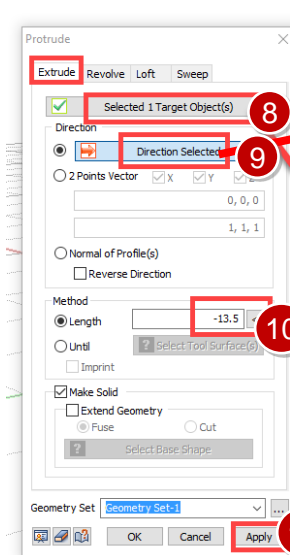 Protrude
Extrude Revolve Loft Sweep
Selected 1 Target Object(s)
8
Direction
Direction Selected
9
2 Points Vector X Y
0, 0, 0
1, 1, 1
Normal of Profile(s)
Reverse Direction
Method
Length -13.5 <
10
Until ? Select Tool Surface(s)
Imprint
Make Solid
Extend Geometry
Fuse Cut
? Select Base Shape
Geometry Set Geometry Set-1 ...
OK Cancel Apply